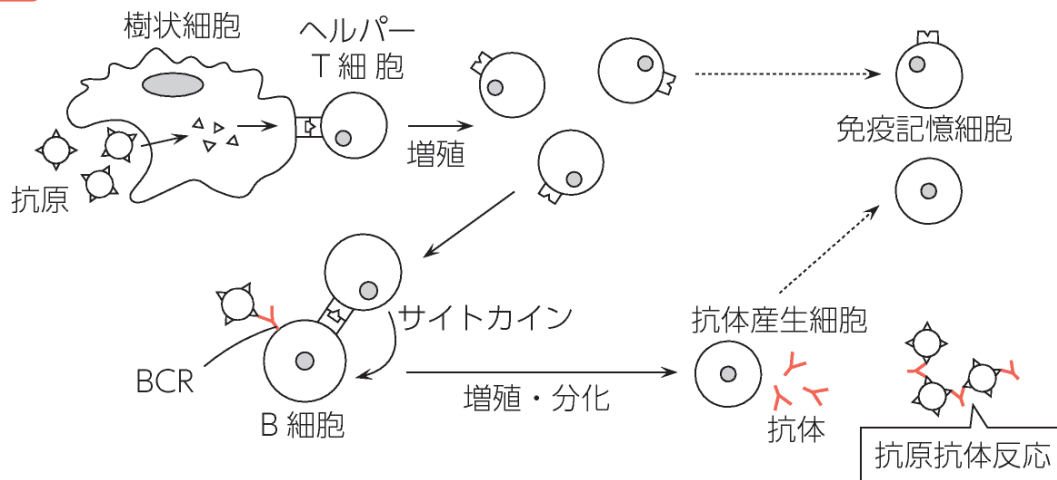 樹状細胞
ヘルパー
T細胞
増殖
抗原
免疫記憶細胞
サイトカイン
BCR
B細胞
増殖・分化
抗体産生細胞
抗体
抗原抗体反応